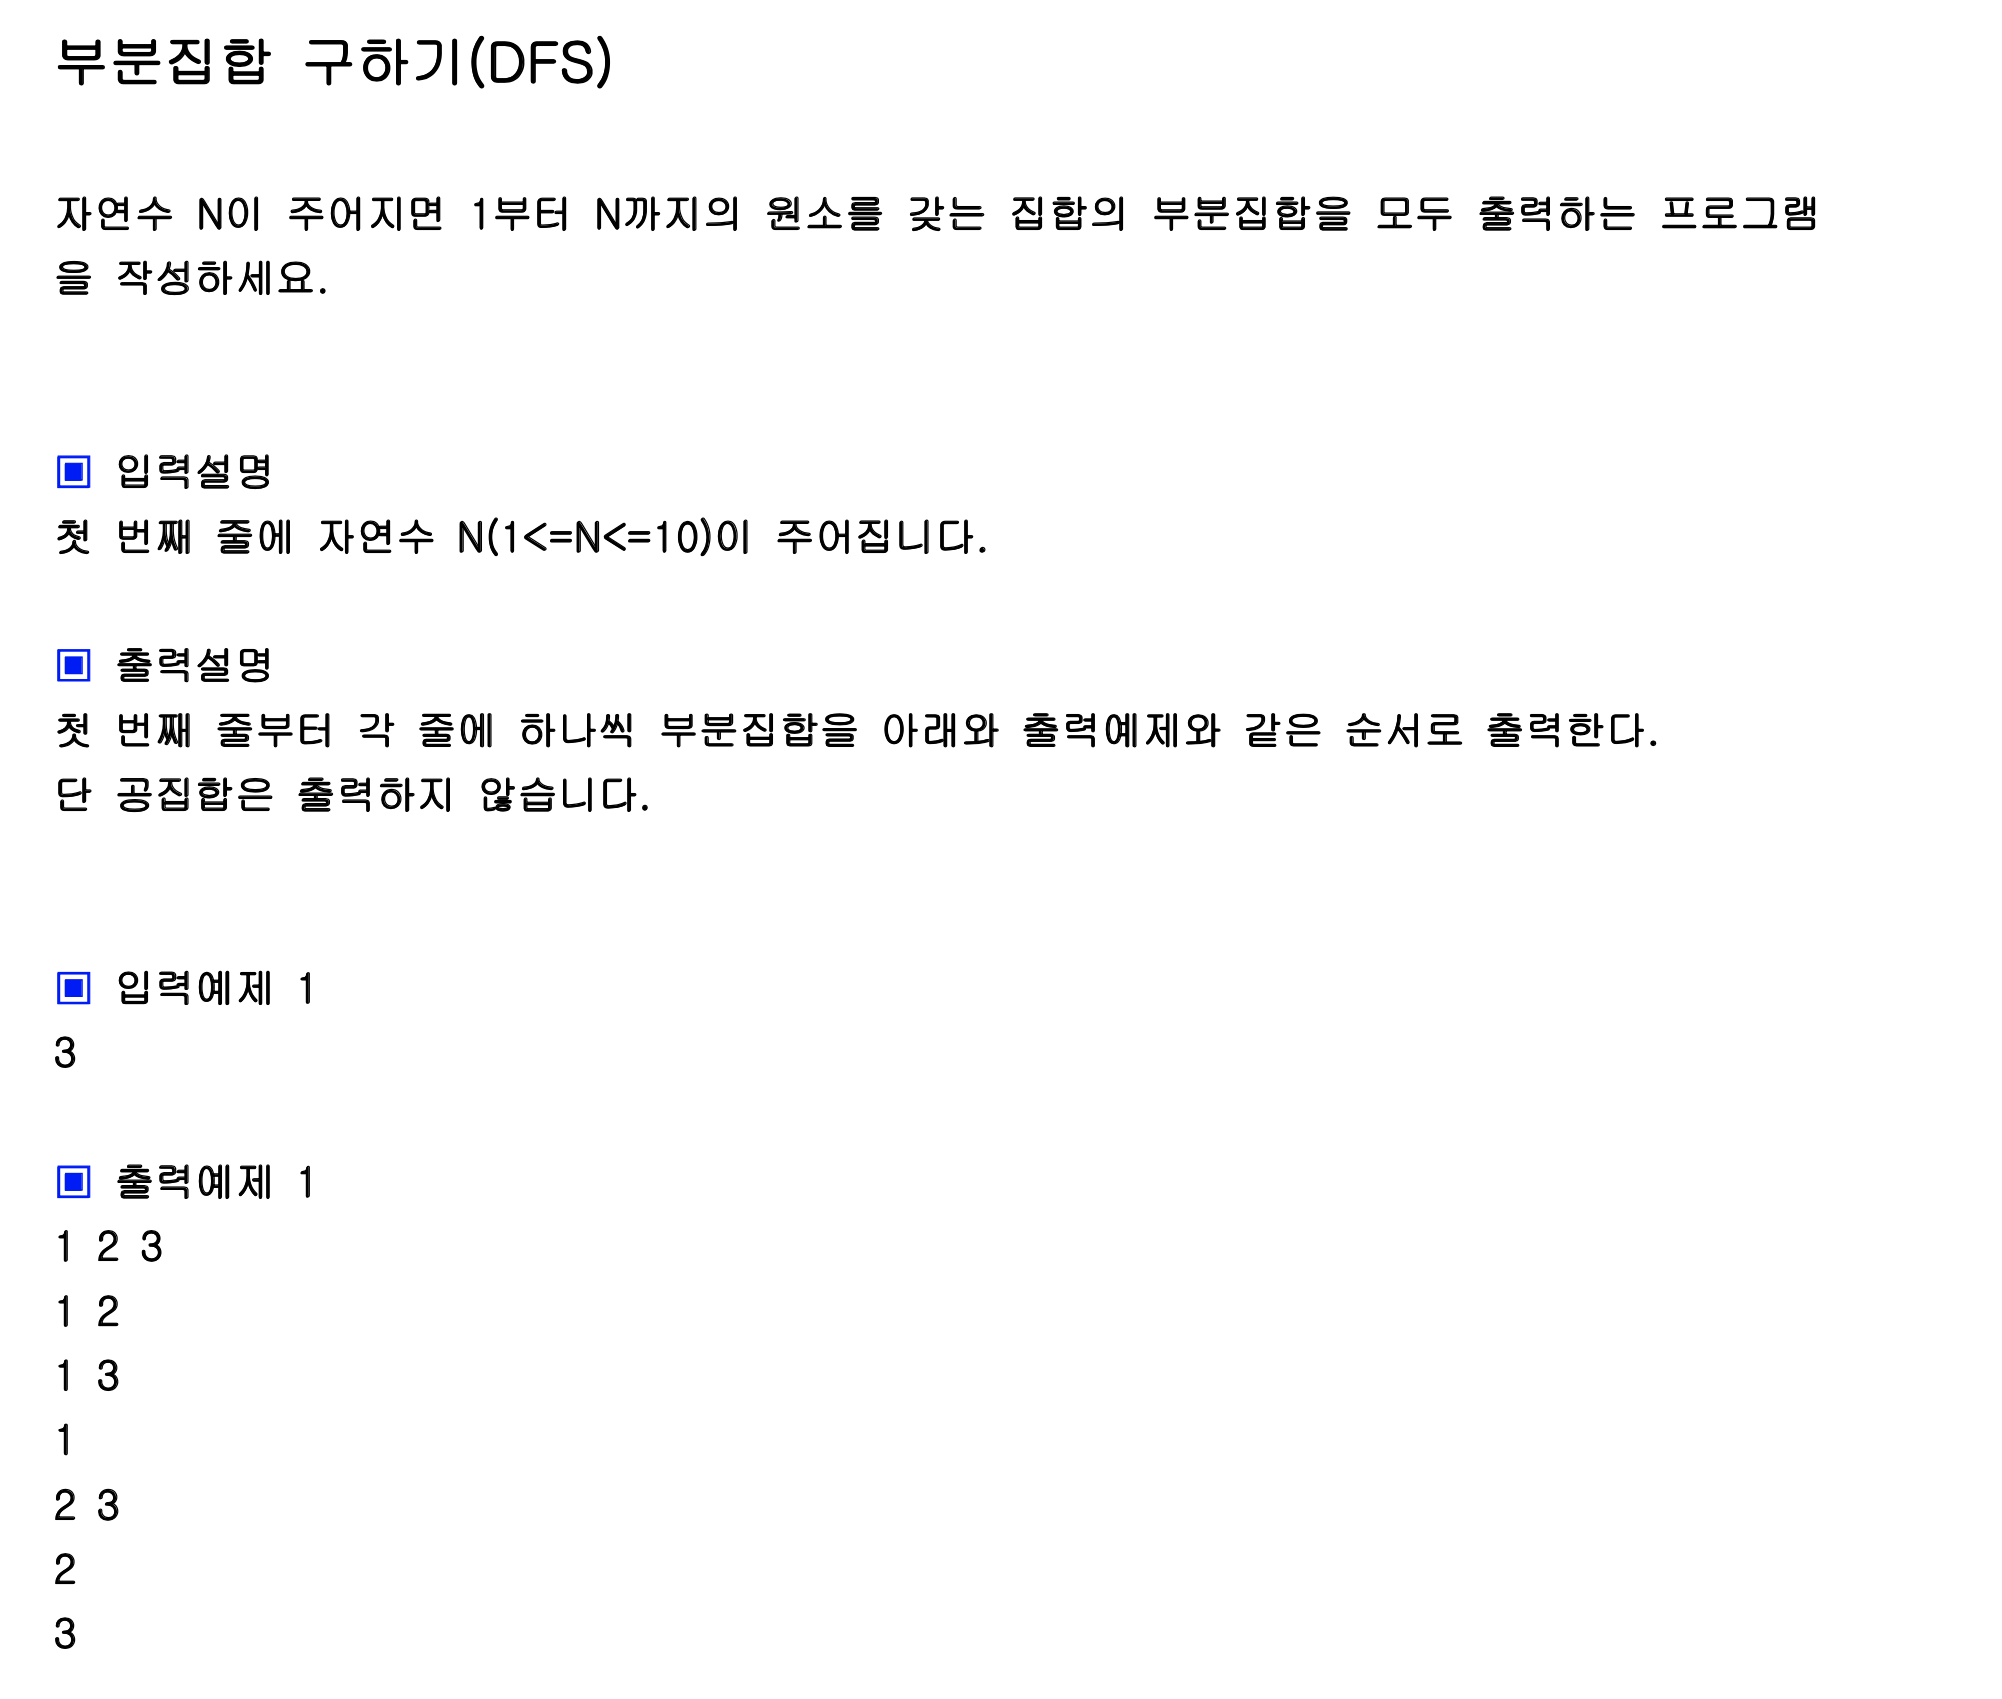 부분집합 구하기(DFS)
자연수 N이 주어지면 1부터 N까지의 원소를 갖는 집합의 부분집합을 모두 출력하는 프로그램
을 작성하세요.
▣ 입력설명
첫 번째 줄에 자연수 N(1<=N<=10)이 주어집니다.
▣ 출력설명
첫 번째 줄부터 각 줄에 하나씩 부분집합을 아래와 출력예제와 같은 순서로 출력한다.
단 공집합은 출력하지 않습니다.
▣ 입력예제 1
3
▣ 출력예제 1
1 2 3
1 2
1 3
1
2 3
2
3